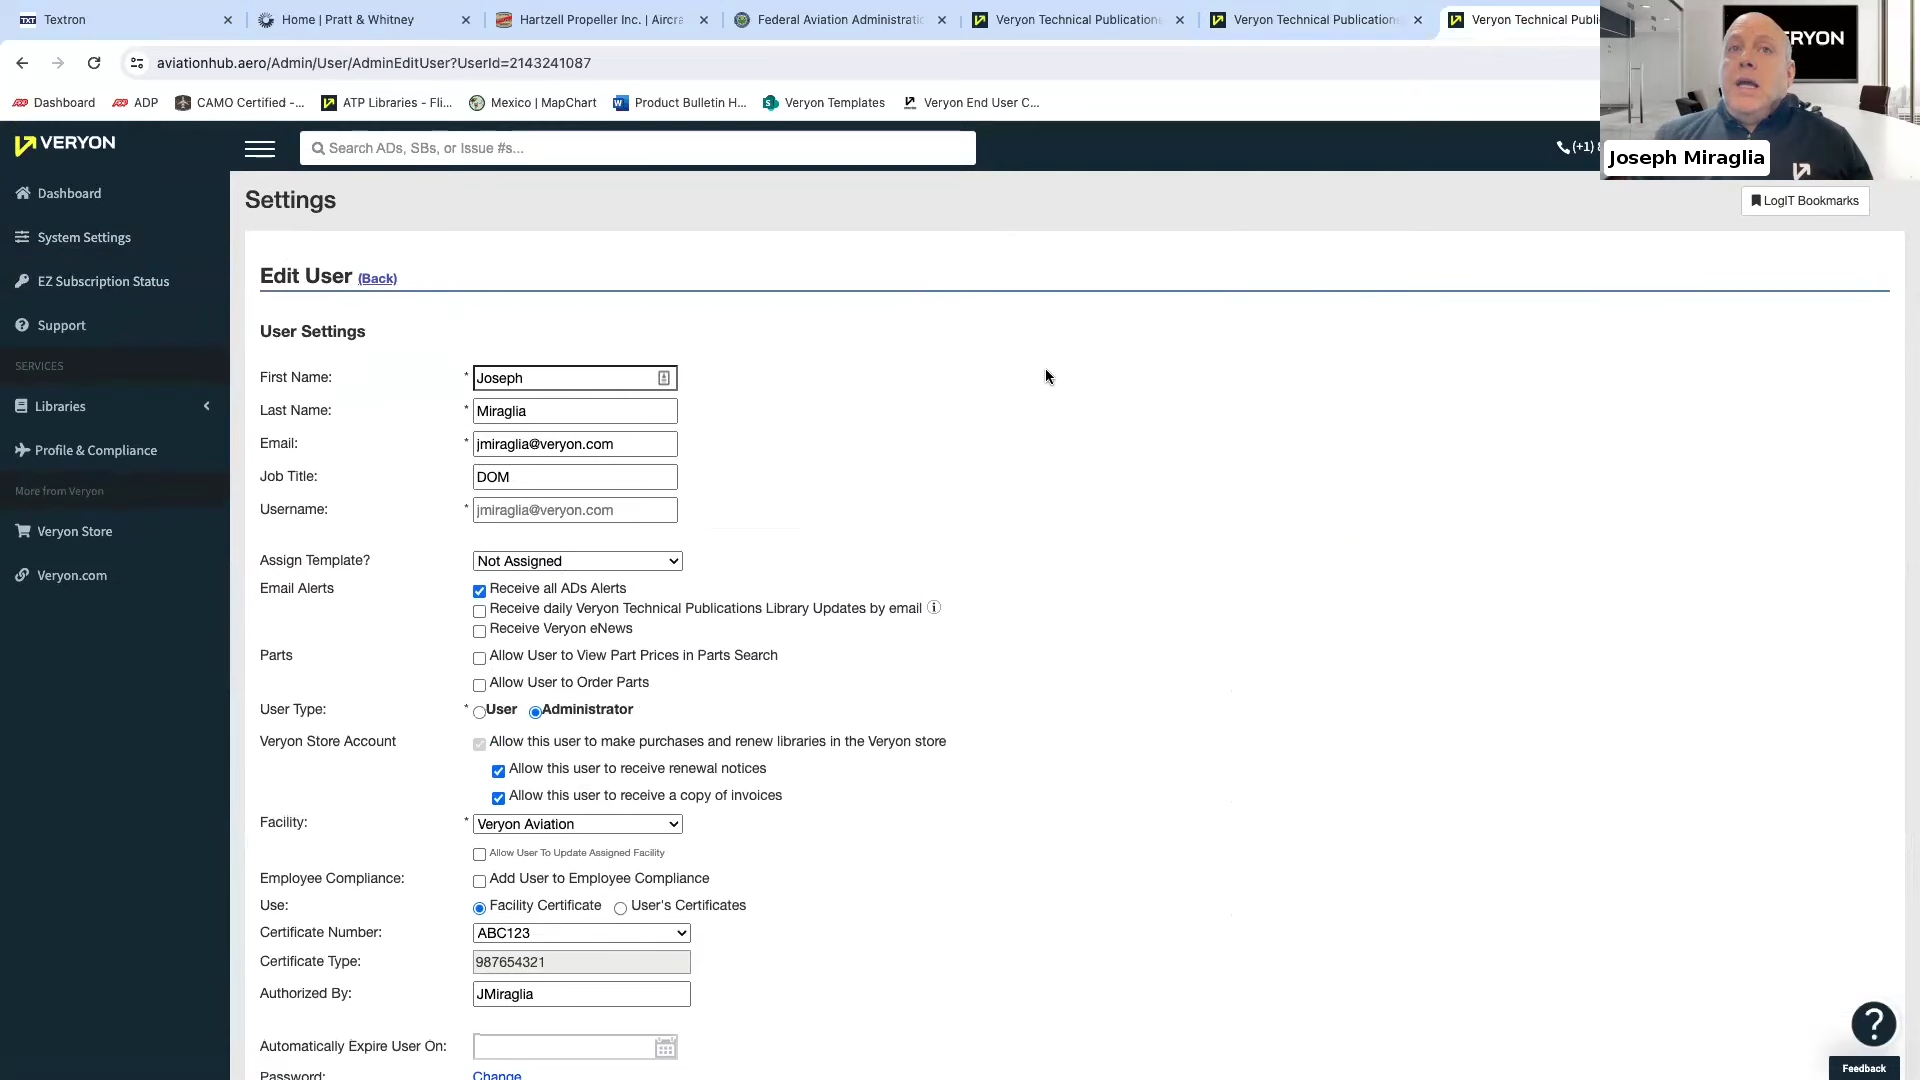 Textron
Home | Pratt & Whitney
Hartzell Propeller Inc. | Aircra
Federal Aviation Administratio
Veryon Technical Publication
Veryon Technical Publication
Veryon Technical Publi
aviationhub.aero/Admin/User/AdminEditUser?UserId=2143241087
Dashboard
ADP
CAMO Certified -...
ATP Libraries - Fli...
Mexico | MapChart
Product Bulletin H...
Veryon Templates
Veryon End User C...
ERYON
Joseph Miraglia
VERYON
Search ADs, SBs, or Issue #s...
(+1)
Dashboard
System Settings
EZ Subscription Status
Support
SERVICES
Libraries
Profile & Compliance
More from Veryon
Veryon Store
Veryon.com
Settings
LogIT Bookmarks
Edit User (Back)
User Settings
First Name: * Joseph
Last Name: * Miraglia
Email: * jmiraglia@veryon.com
Job Title: DOM
Username: * jmiraglia@veryon.com
Assign Template? Not Assigned
Email Alerts Receive all ADs Alerts
Receive daily Veryon Technical Publications Library Updates by email
Receive Veryon eNews
Parts Allow User to View Part Prices in Parts Search
Allow User to Order Parts
User Type: * User Administrator
Veryon Store Account Allow this user to make purchases and renew libraries in the Veryon store
Allow this user to receive renewal notices
Allow this user to receive a copy of invoices
Facility: * Veryon Aviation
Allow User To Update Assigned Facility
Employee Compliance: Add User to Employee Compliance
Use: Facility Certificate User's Certificates
Certificate Number: ABC123
Certificate Type: 987654321
Authorized By: JMiraglia
Automatically Expire User On:
Password: Change
?
Feedback